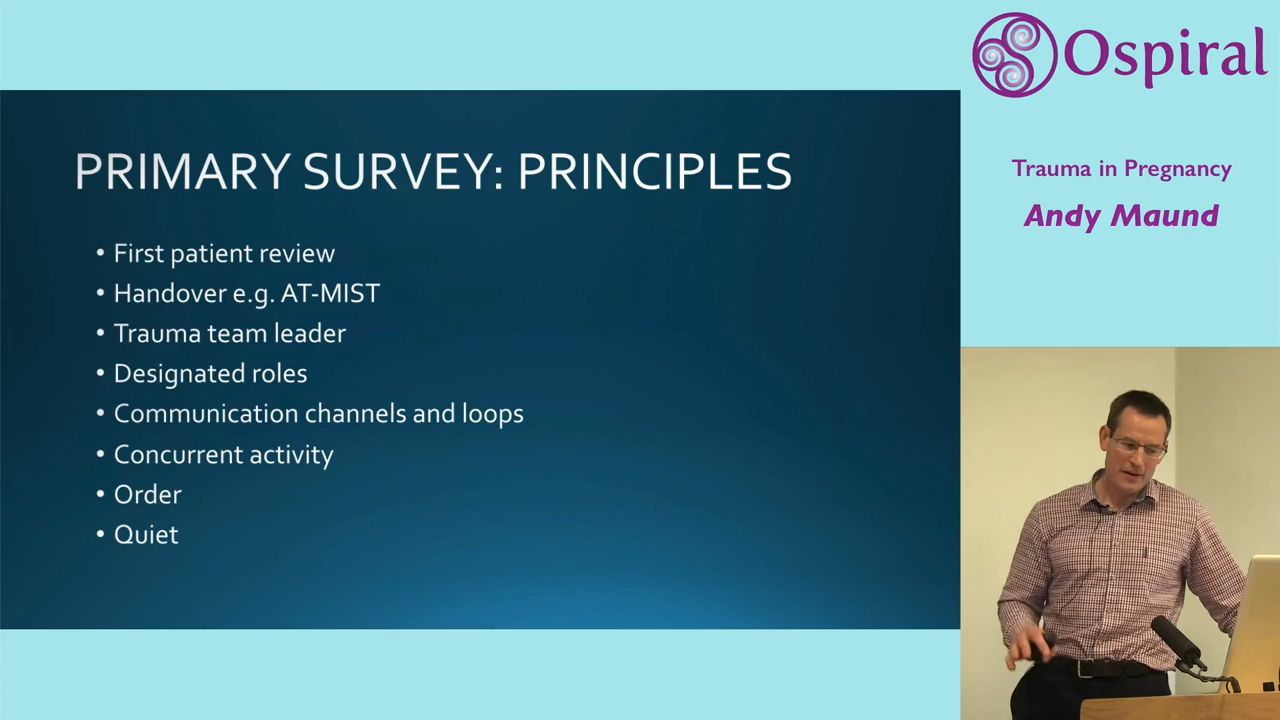 PRIMARY SURVEY: PRINCIPLES
• First patient review
• Handover e.g. AT-MIST
• Trauma team leader
• Designated roles
• Communication channels and loops
• Concurrent activity
• Order
• Quiet
Ospiral
Trauma in Pregnancy
Andy Maund